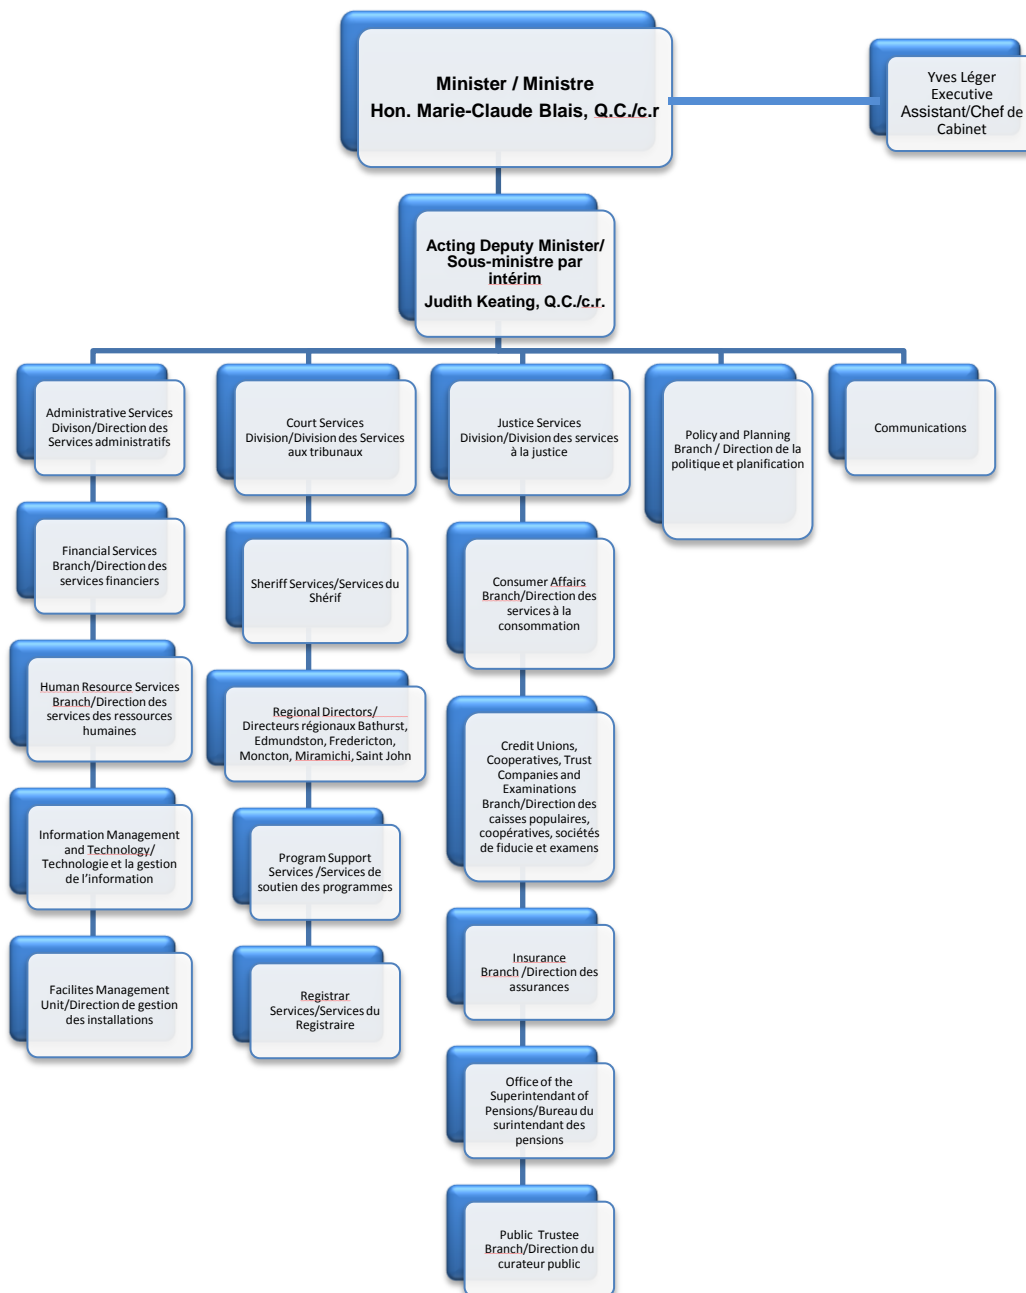 Minister / Ministre
Hon. Marie-Claude Blais, Q.C./c.r
Yves Léger
Executive
Assistant/Chef de
Cabinet
Acting Deputy Minister/
Sous-ministre par
intérim
Judith Keating, Q.C./c.r.
Administrative Services
Divison/Direction des
Services administratifs
Court Services
Division/Division des Services
aux tribunaux
Justice Services
Division/Division des services
à la justice
Policy and Planning
Branch / Direction de la
politique et planification
Communications
Financial Services
Branch/Direction des
services financiers
Sheriff Services/Services du
Shérif
Consumer Affairs
Branch/Direction des
services à la
consommation
Human Resource Services
Branch/Direction des
services des ressources
humaines
Regional Directors/
Directeurs régionaux Bathurst,
Edmundston, Fredericton,
Moncton, Miramichi, Saint John
Credit Unions,
Cooperatives, Trust
Companies and
Examinations
Branch/Direction des
caisses populaires,
coopératives, sociétés
de fiducie et examens
Information Management
and Technology/
Technologie et la gestion
de l'information
Program Support
Services /Services de
soutien des programmes
Insurance
Branch /Direction des
assurances
Facilites Management
Unit/Direction de gestion
des installations
Registrar
Services/Services du
Registraire
Office of the
Superintendant of
Pensions/Bureau du
surintendant des
pensions
Public Trustee
Branch/Direction du
curateur public